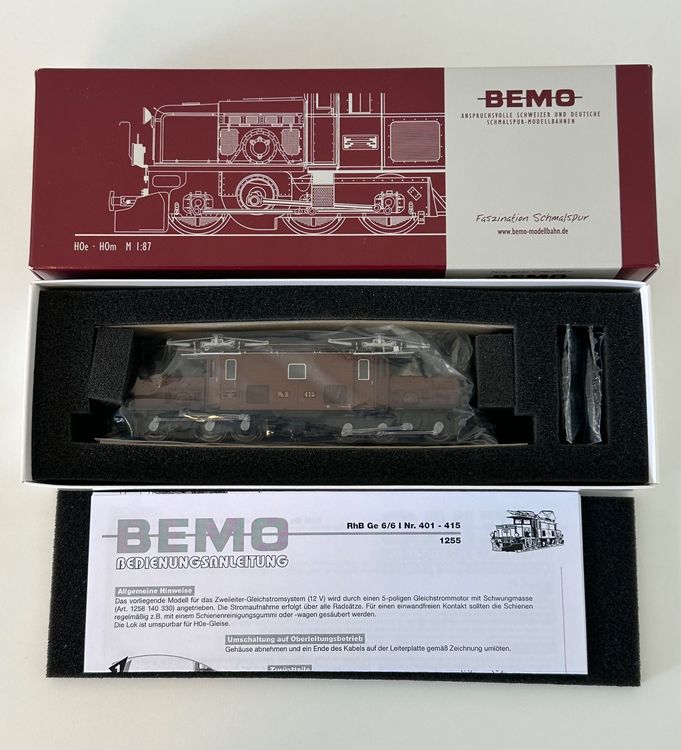 BEMO
ANSPRUCHSVOLLE SCHWEIZER UND DEUTSCHE
SCHMALSPUR-MODELLBAHNEN
Faszination Schmalspur
www.bemo-modellbahn.de
H0e - H0m M 1:87
Rh.B 415
BEMO
BEDIENUNGSANLEITUNG
RhB Ge 6/6 I Nr. 401 - 415
1255
Allgemeine Hinweise
Das vorliegende Modell für das Zweileiter-Gleichstromsystem (12 V) wird durch einen 5-poligen Gleichstrommotor mit Schwungmasse
(Art. 1258 140 330) angetrieben. Die Stromaufnahme erfolgt über alle Radsätze. Für einen einwandfreien Kontakt sollten die Schienen
regelmäßig z.B. mit einem Schienenreinigungsgummi oder -wagen gesäubert werden.
Die Lok ist umspurbar für H0e-Gleise.
Umschaltung auf Oberleitungsbetrieb
Gehäuse abnehmen und ein Ende des Kabels auf der Leiterplatte gemäß Zeichnung umlöten.
Zurüstteile